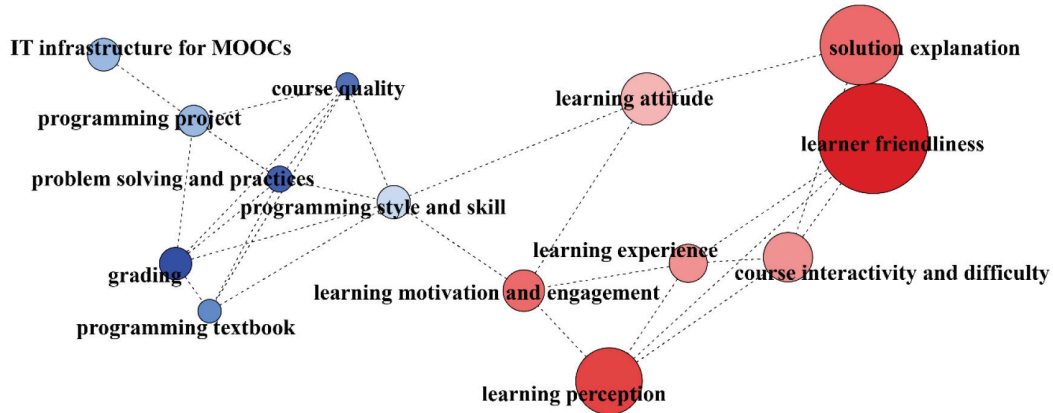 IT infrastructure for MOOCs
solution explanation
course quality
learning attitude
programming project
learner friendliness
problem solving and practices
programming style and skill
learning experience
grading
course interactivity and difficulty
learning motivation and engagement
programming textbook
learning perception